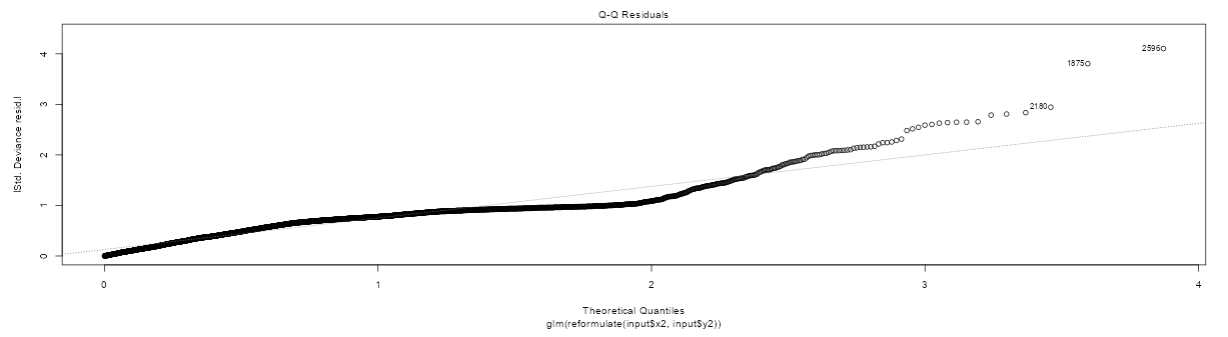 Q-Q Residuals
2596
1875
2180
4
3
2
1
0
|Std. Deviance resid.|
0 1 2 3 4
Theoretical Quantiles
glm(reformulate(input$x2, input$y2))